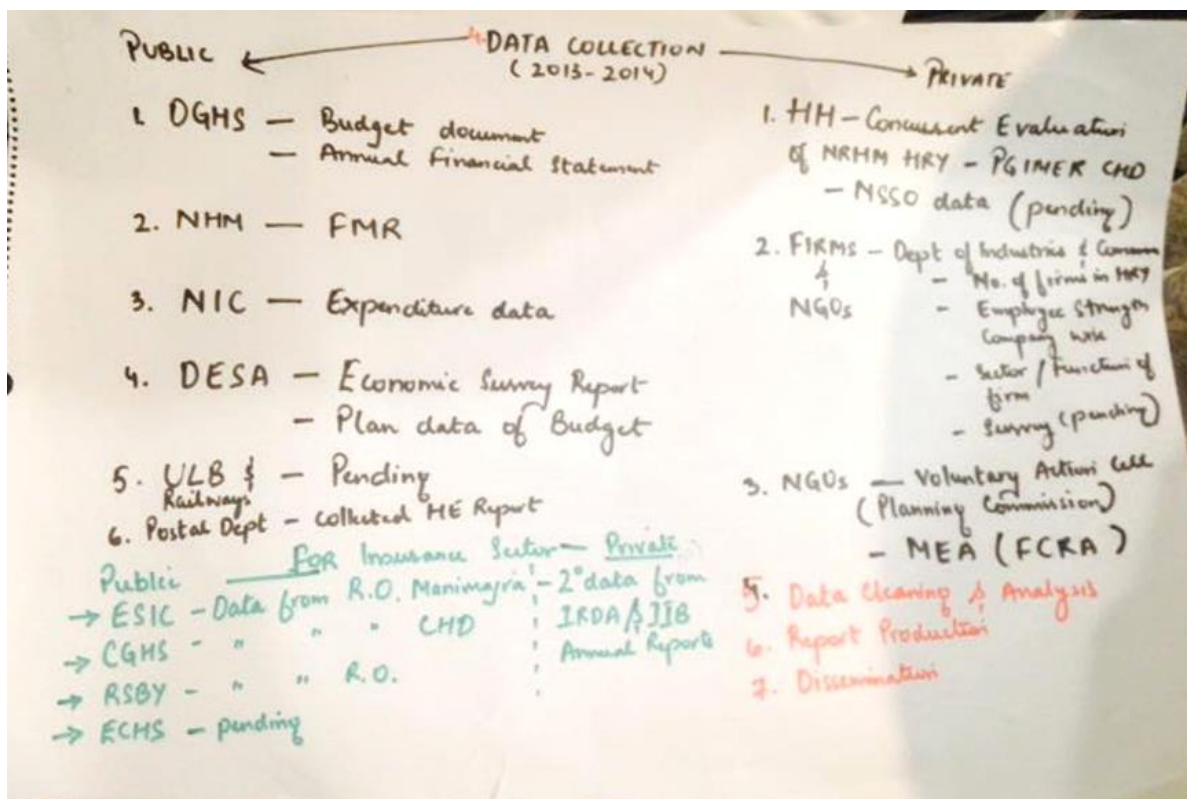 4. DATA COLLECTION
(2013-2014)
PUBLIC
1. DGHS — Budget document
— Annual Financial Statement
2. NHM — FMR
3. NIC — Expenditure data
4. DESA — Economic Survey Report
— Plan data of Budget
5. ULB & — Pending
Railways
6. Postal Dept — Collected ME Report
PRIVATE
1. HH — Concurrent Evaluation
of NRHM HRY — PGIMER CHD
— NSSO data (pending)
2. FIRMS — Dept of Industries &
&
NGOs
— No. of firms in HRY
— Employee Strength
Company wise
— Sector / Function of
firm
— Survey (pending)
3. NGOs — Voluntary Action Cell
(Planning Commission)
— MEA (FCRA)
FOR Insurance Sector — Private
Public
→ ESIC — Data from R.O. Manimajra
→ CGHS — " " " CHD
→ RSBY — " " R.O.
→ ECHS — pending
— 2° data from
IRDA & IIB
Annual Reports
5. Data Cleaning & Analysis
6. Report Production
7. Dissemination